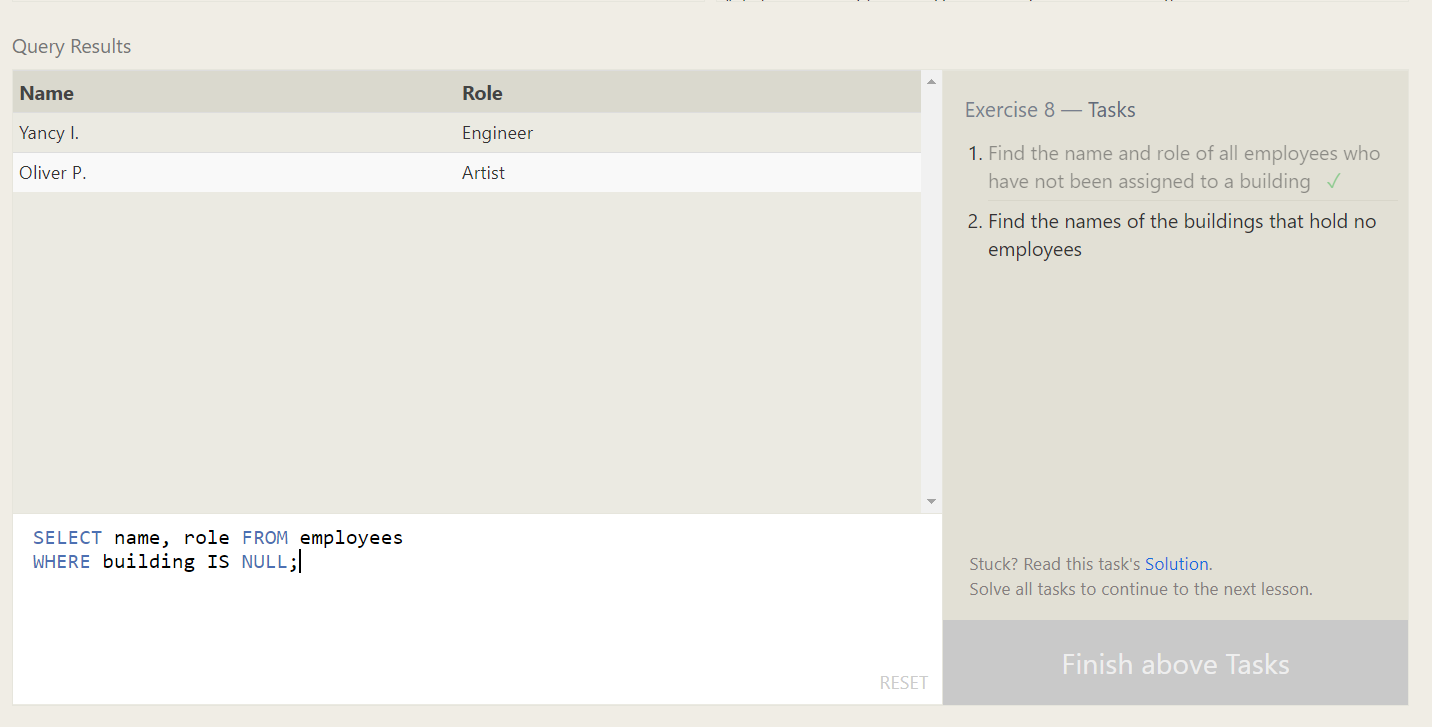 Query Results
Name Role
Yancy I. Engineer
Oliver P. Artist
Exercise 8 — Tasks
1. Find the name and role of all employees who
have not been assigned to a building ✓
2. Find the names of the buildings that hold no
employees
SELECT name, role FROM employees
WHERE building IS NULL;
RESET
Stuck? Read this task's Solution.
Solve all tasks to continue to the next lesson.
Finish above Tasks